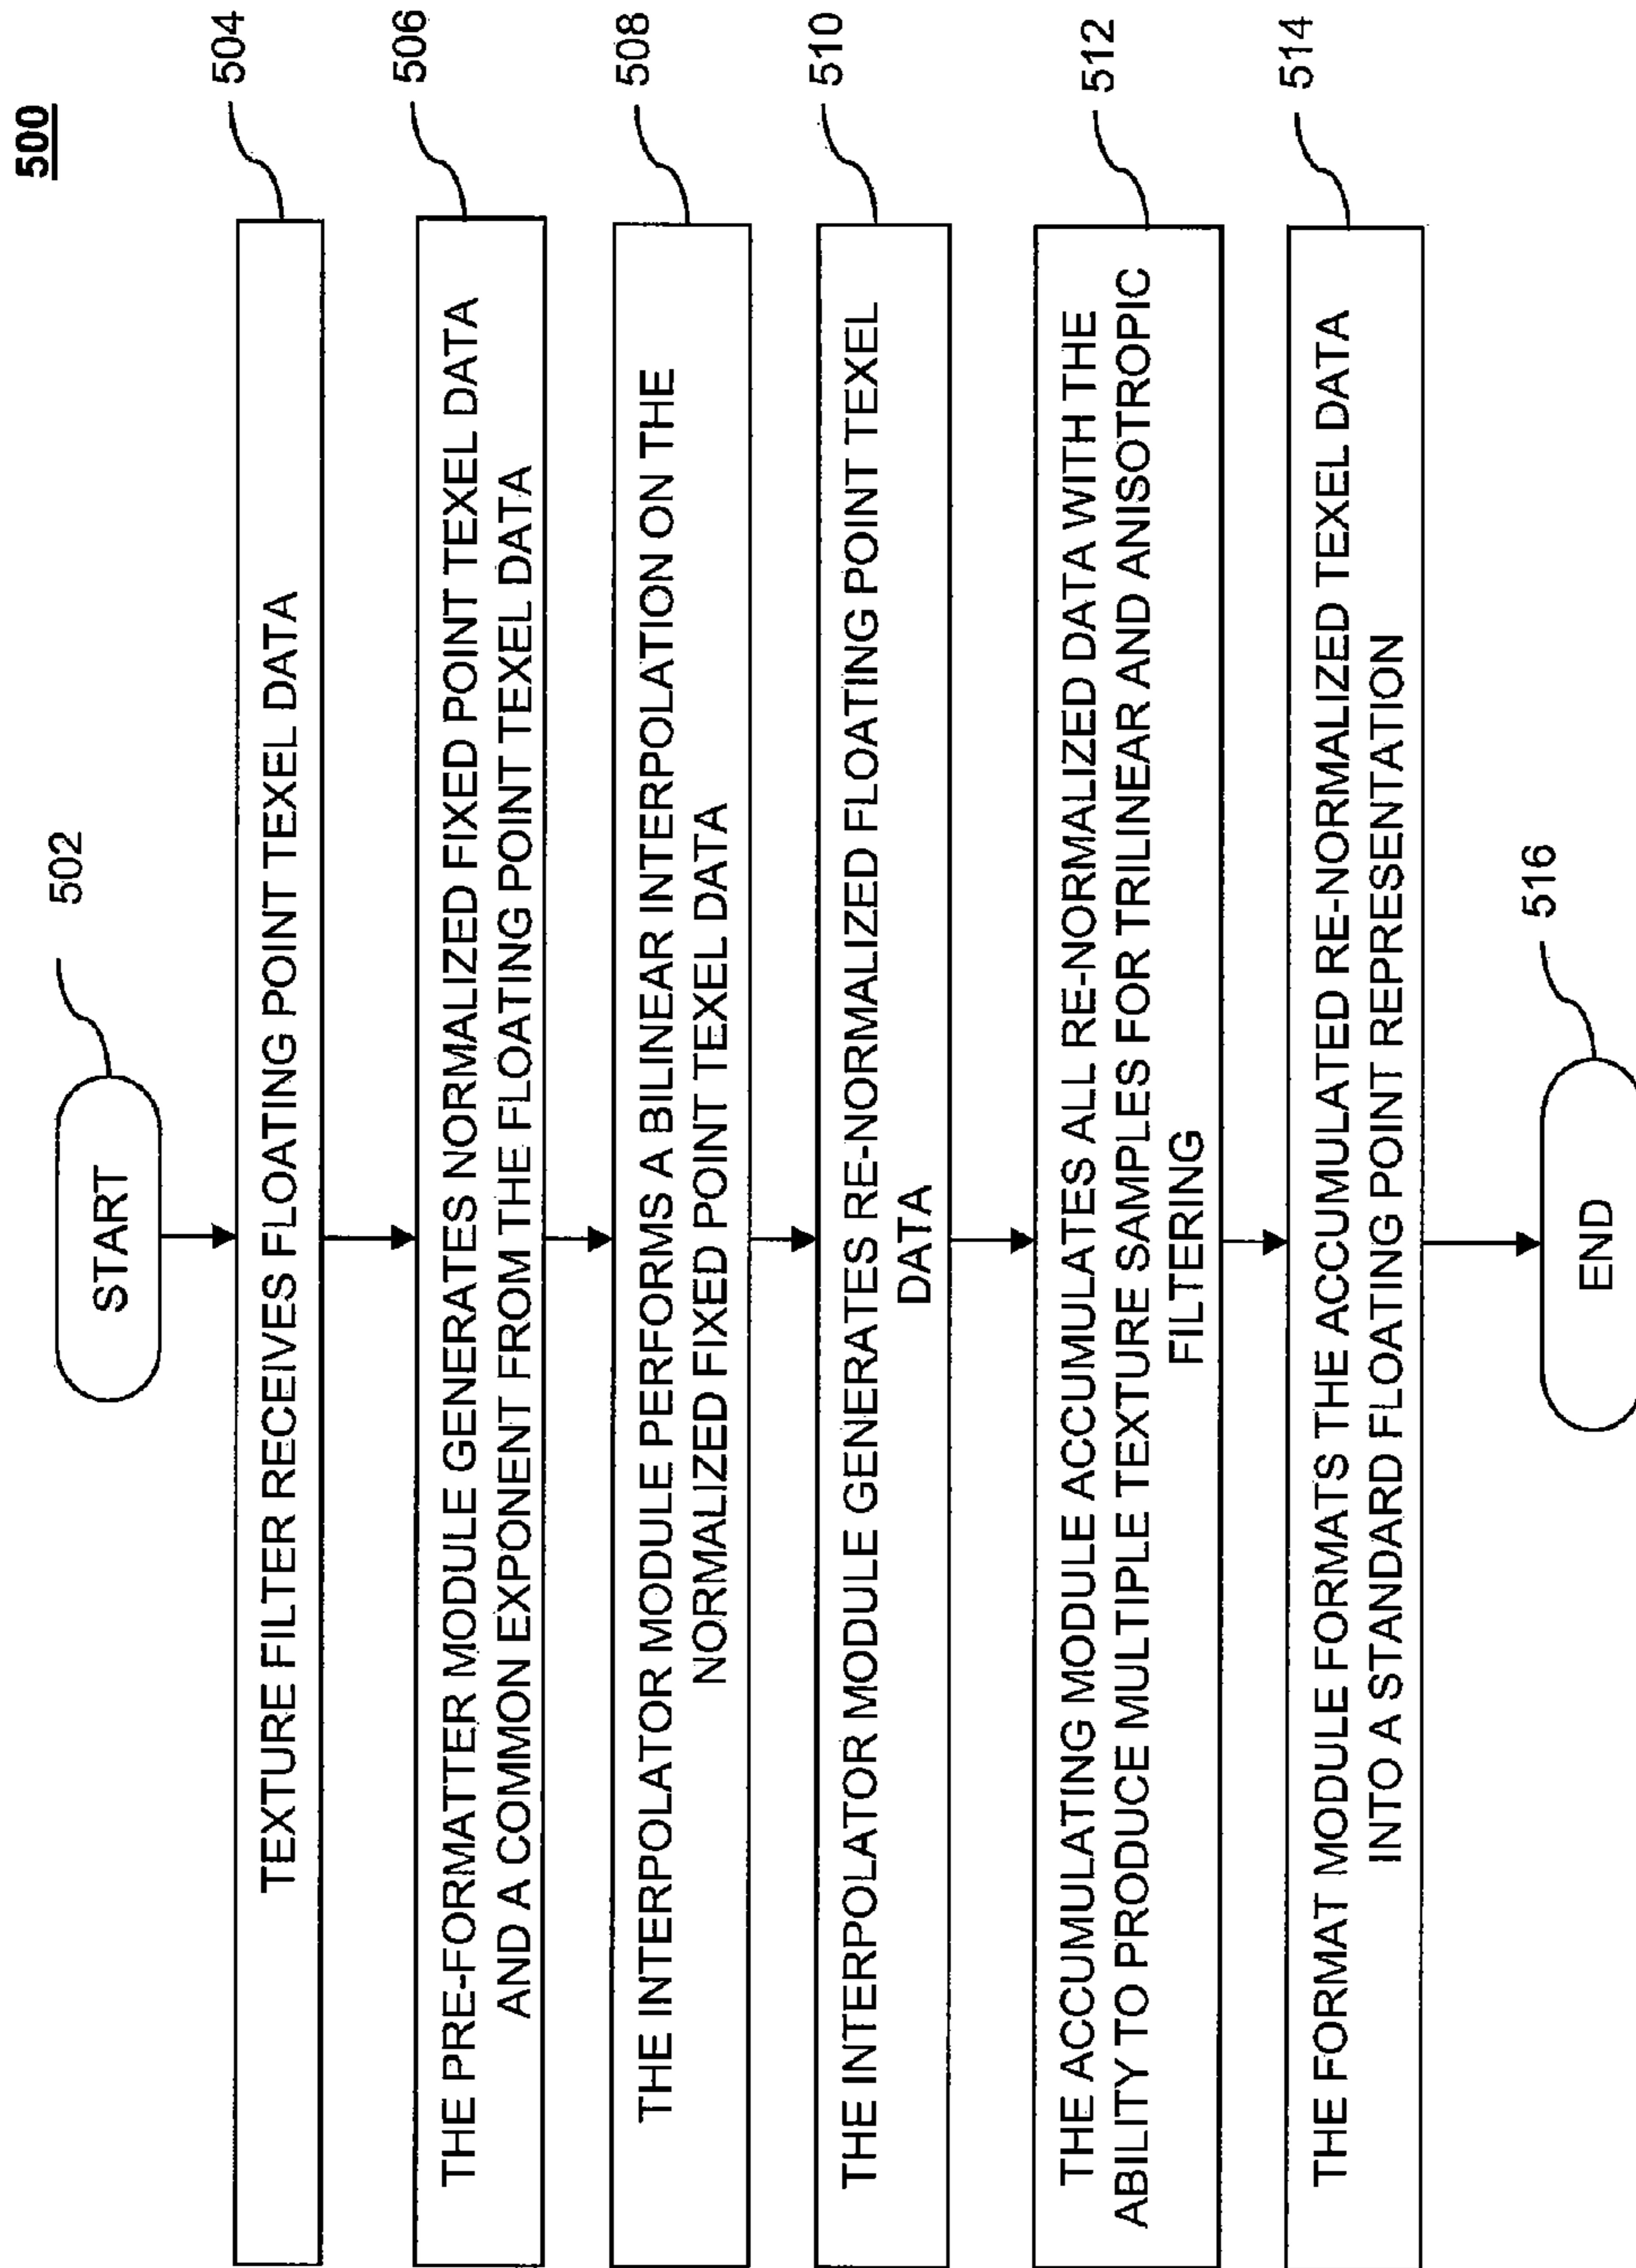 500
START
502
TEXTURE FILTER RECEIVES FLOATING POINT TEXEL DATA
504
THE PRE-FORMATTER MODULE GENERATES NORMALIZED FIXED POINT TEXEL DATA
AND A COMMON EXPONENT FROM THE FLOATING POINT TEXEL DATA
506
THE INTERPOLATOR MODULE PERFORMS A BILINEAR INTERPOLATION ON THE
NORMALIZED FIXED POINT TEXEL DATA
508
THE INTERPOLATOR MODULE GENERATES RE-NORMALIZED FLOATING POINT TEXEL
DATA
510
THE ACCUMULATING MODULE ACCUMULATES ALL RE-NORMALIZED DATA WITH THE
ABILITY TO PRODUCE MULTIPLE TEXTURE SAMPLES FOR TRILINEAR AND ANISOTROPIC
FILTERING
512
THE FORMAT MODULE FORMATS THE ACCUMULATED RE-NORMALIZED TEXEL DATA
INTO A STANDARD FLOATING POINT REPRESENTATION
514
END
516